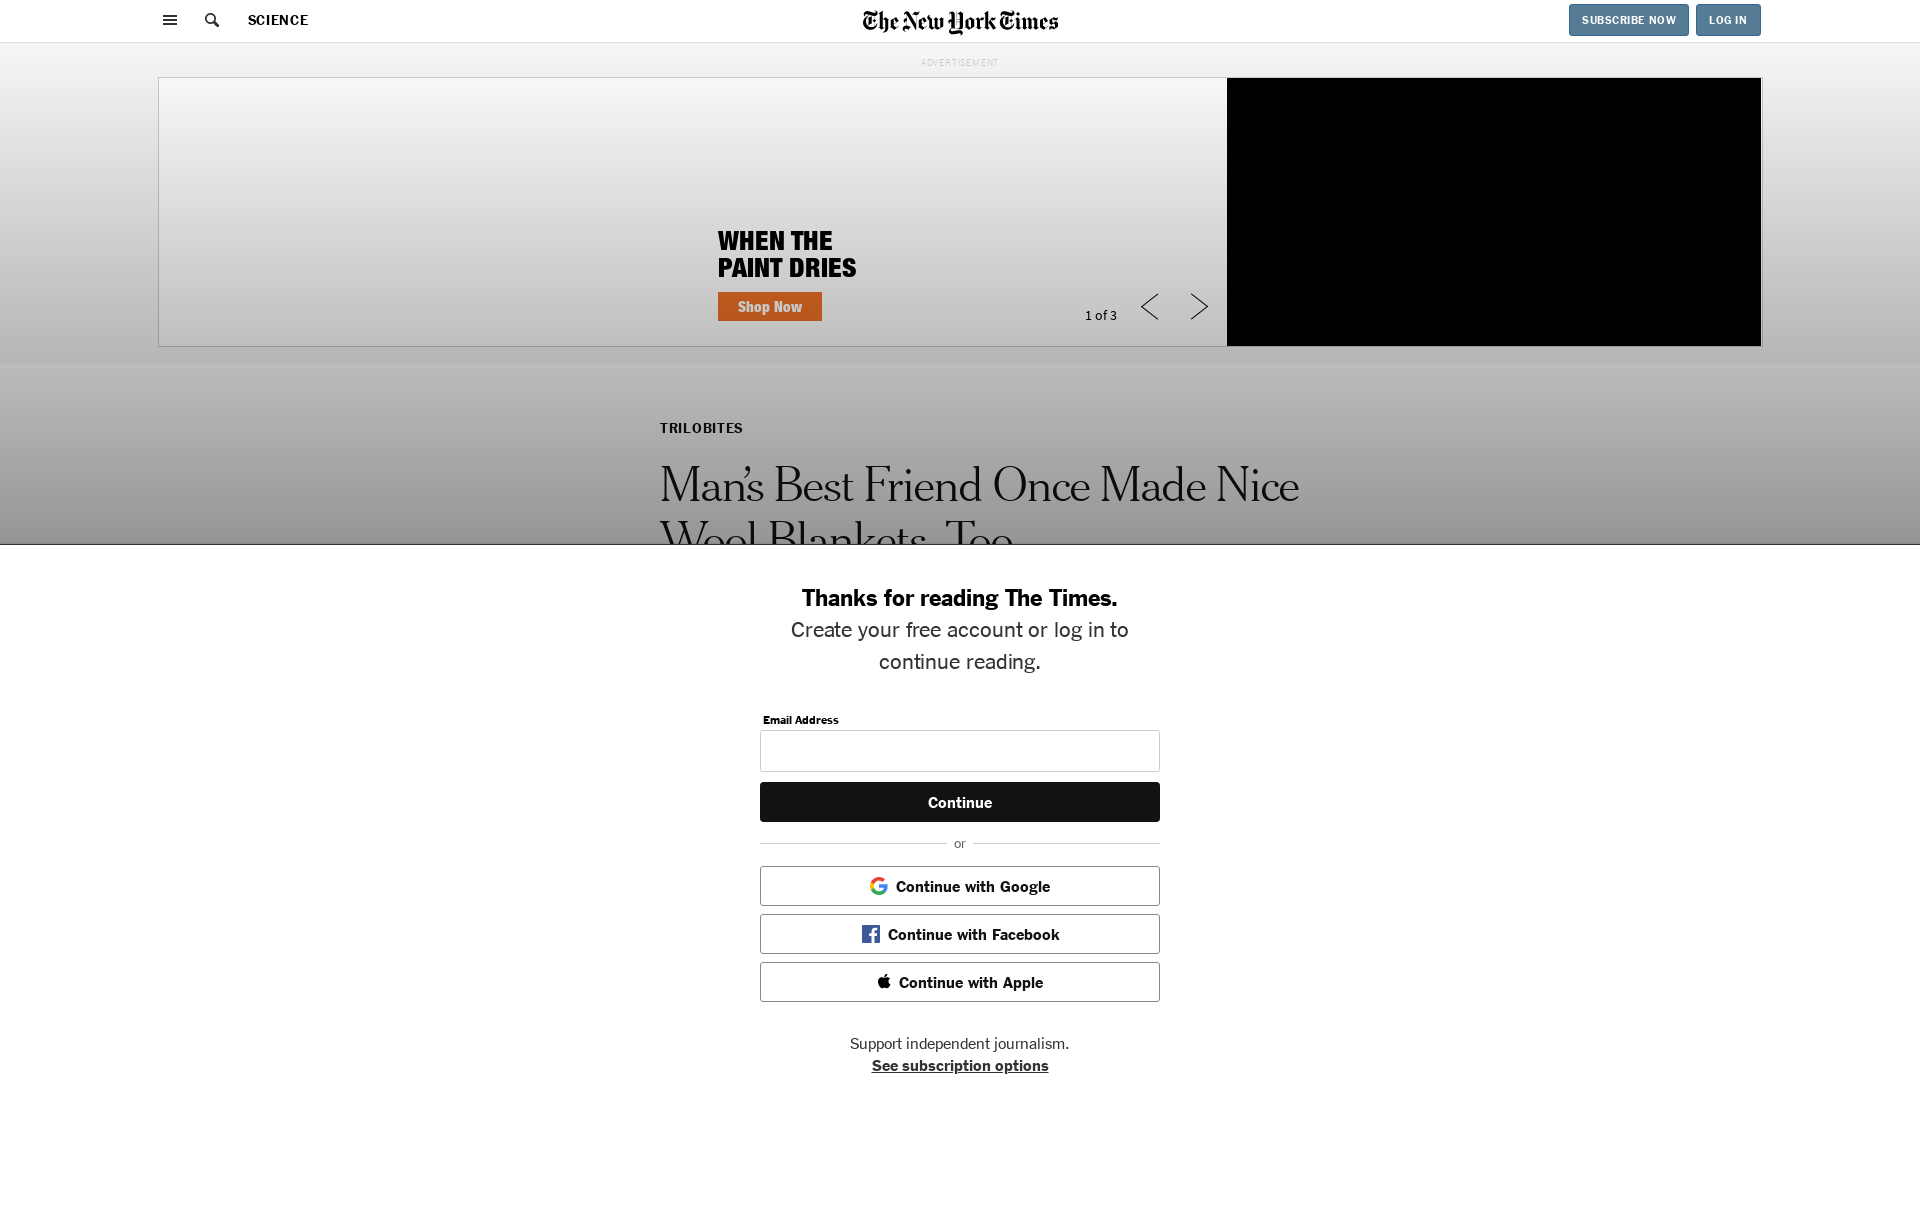 SCIENCE
The New York Times
SUBSCRIBE NOW
LOG IN
ADVERTISEMENT
WHEN THE
PAINT DRIES
Shop Now
1 of 3
TRILOBITES
Man’s Best Friend Once Made Nice
Wool Blankets, Too
Thanks for reading The Times.
Create your free account or log in to
continue reading.
Email Address
Continue
or
Continue with Google
Continue with Facebook
Continue with Apple
Support independent journalism.
See subscription options